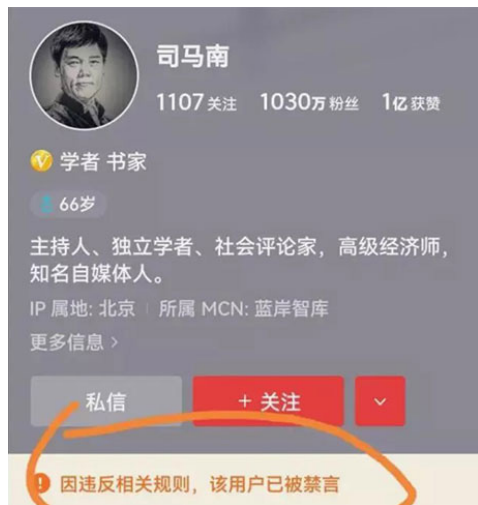 司马南
1107 关注 1030万 粉丝 1亿 获赞
学者 书家
66岁
主持人、独立学者、社会评论家，高级经济师，
知名自媒体人。
IP 属地: 北京 | 所属 MCN: 蓝岸智库
更多信息 >
私信 + 关注
因违反相关规则，该用户已被禁言